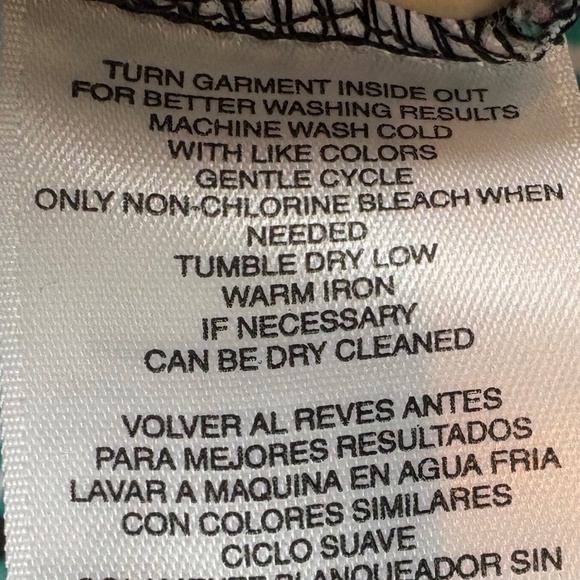 TURN GARMENT INSIDE OUT
FOR BETTER WASHING RESULTS
MACHINE WASH COLD
WITH LIKE COLORS
GENTLE CYCLE
ONLY NON-CHLORINE BLEACH WHEN
NEEDED
TUMBLE DRY LOW
WARM IRON
IF NECESSARY
CAN BE DRY CLEANED
VOLVER AL REVES ANTES
PARA MEJORES RESULTADOS
LAVAR A MAQUINA EN AGUA FRIA
CON COLORES SIMILARES
CICLO SUAVE
BLANQUEADOR SIN